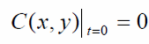 C(x, y)|_{t=0} = 0